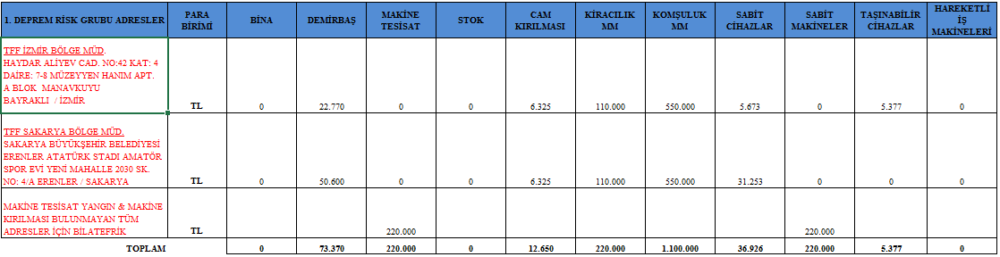 1. DEPREM RİSK GRUBU ADRESLER PARA BİRİMİ BİNA DEMİRBAŞ MAKİNE TESİSAT STOK CAM KIRILMASI KİRACILIK MM KOMŞULUK MM SABİT CİHAZLAR SABİT MAKİNELER TAŞINABİLİR CİHAZLAR HAREKETLİ İŞ MAKİNELERİ
TFF İZMİR BÖLGE MÜD.
HAYDAR ALİYEV CAD. NO:42 KAT: 4
DAİRE: 7-8 MÜZEYYEN HANIM APT.
A BLOK MANAVKUYU
BAYRAKLI / İZMİR TL 0 22.770 0 0 6.325 110.000 550.000 5.673 0 5.377 0
TFF SAKARYA BÖLGE MÜD.
SAKARYA BÜYÜKŞEHİR BELEDİYESİ
ERENLER ATATÜRK STADI AMATÖR
SPOR EVİ YENİ MAHALLE 2030 SK.
NO: 4/A ERENLER / SAKARYA TL 0 50.600 0 0 6.325 110.000 550.000 31.253 0 0 0
MAKİNE TESİSAT YANGIN & MAKİNE
KIRILMASI BULUNMAYAN TÜM
ADRESLER İÇİN BİLATEFRİK TL 220.000 220.000
TOPLAM 0 73.370 220.000 0 12.650 220.000 1.100.000 36.926 220.000 5.377 0